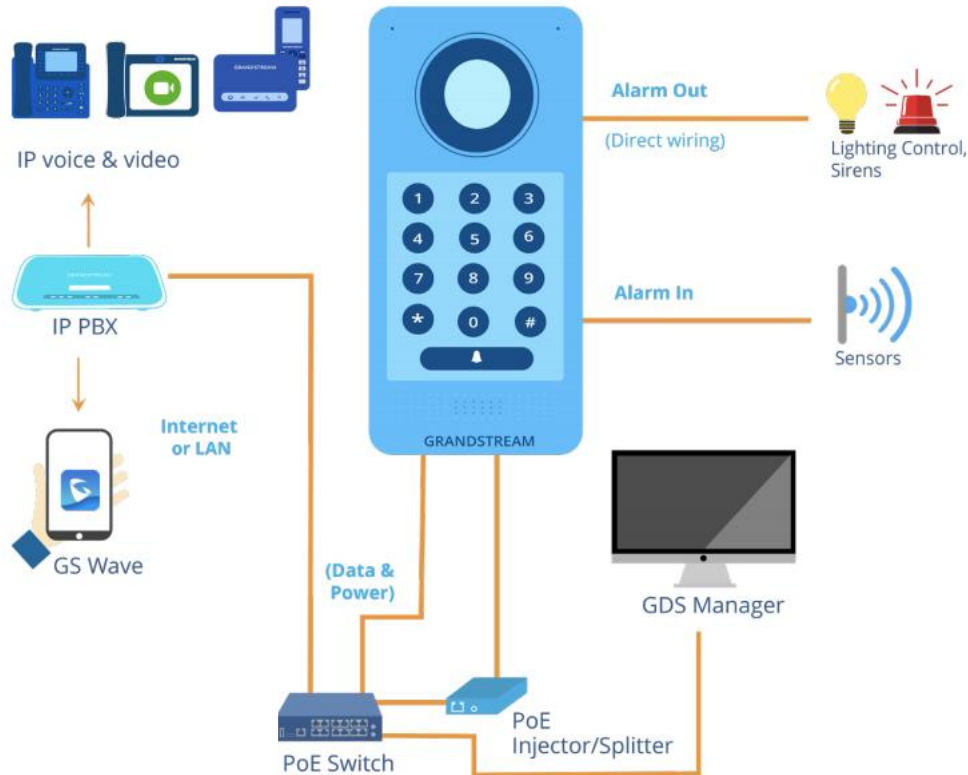 GRANDSTREAM
IP voice & video
GRANDSTREAM
IP PBX
Internet
or LAN
GS Wave
1 2 3
4 5 6
7 8 9
* 0 #
GRANDSTREAM
Alarm Out
(Direct wiring)
Lighting Control,
Sirens
Alarm In
Sensors
(Data &
Power)
GDS Manager
PoE Switch
PoE
Injector/Splitter